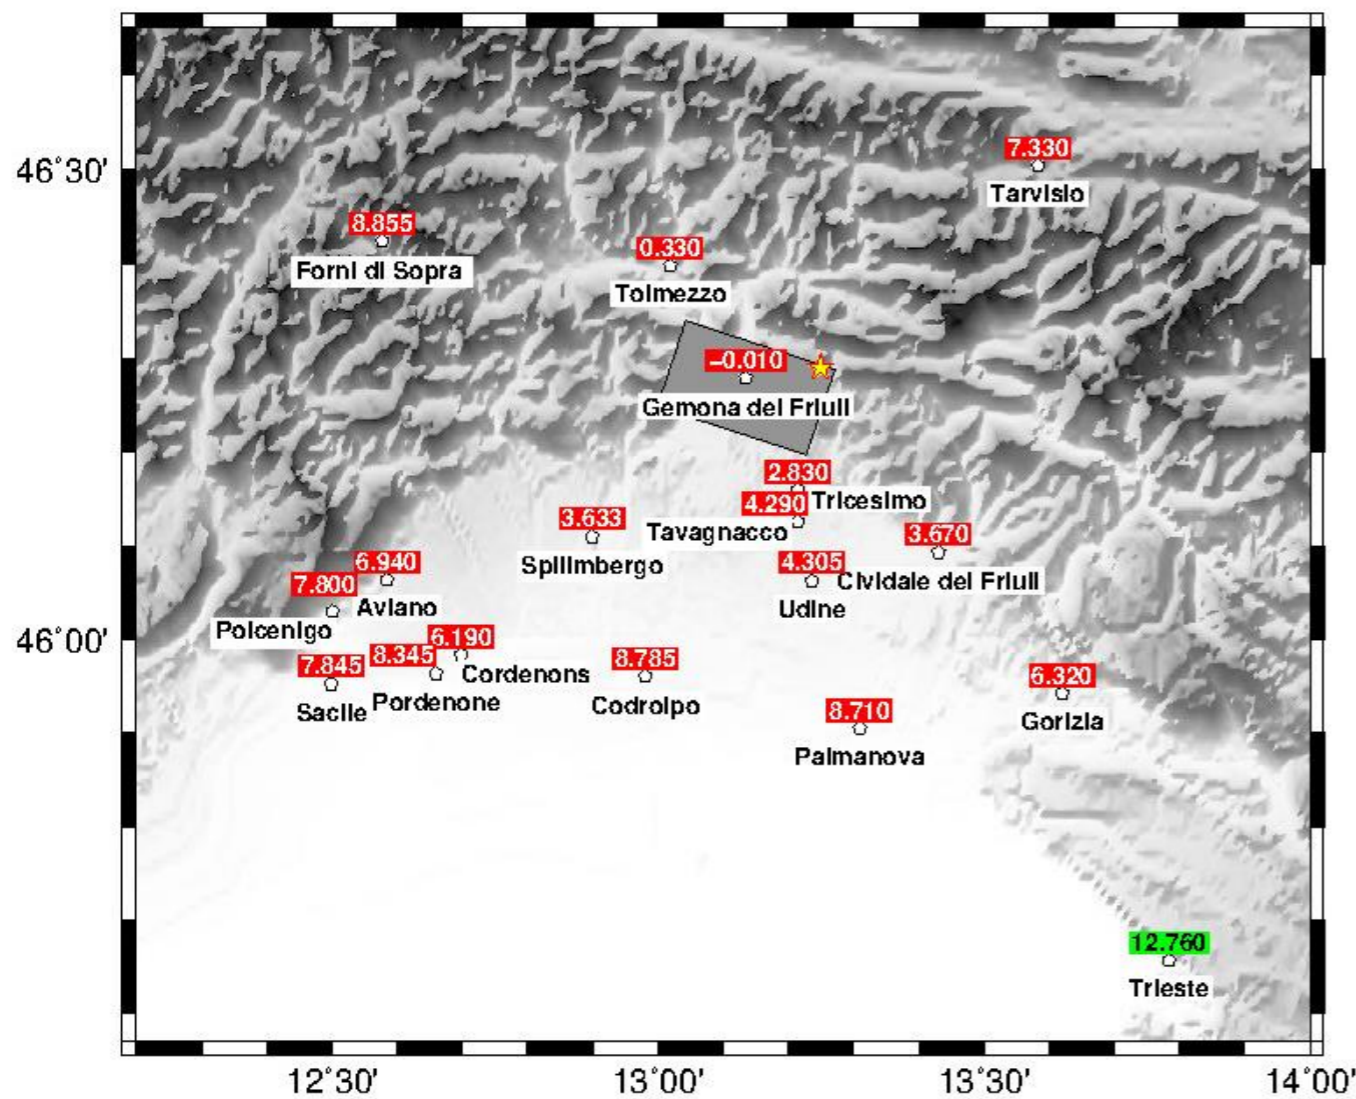 46°30'
7.330
Tarvisio
8.855
Forni di Sopra
0.330
Tolmezzo
−0.010
Gemona del Friuli
2.830
Tricesimo
4.290
Tavagnacco
3.633
Spilimbergo
3.670
Cividale del Friuli
4.305
Udine
6.940
Aviano
7.800
Polcenigo
46°00'
6.190
Cordenons
8.345
Pordenone
7.845
Sacile
8.785
Codroipo
6.320
Gorizia
8.710
Palmanova
12.760
Trieste
12°30'
13°00'
13°30'
14°00'